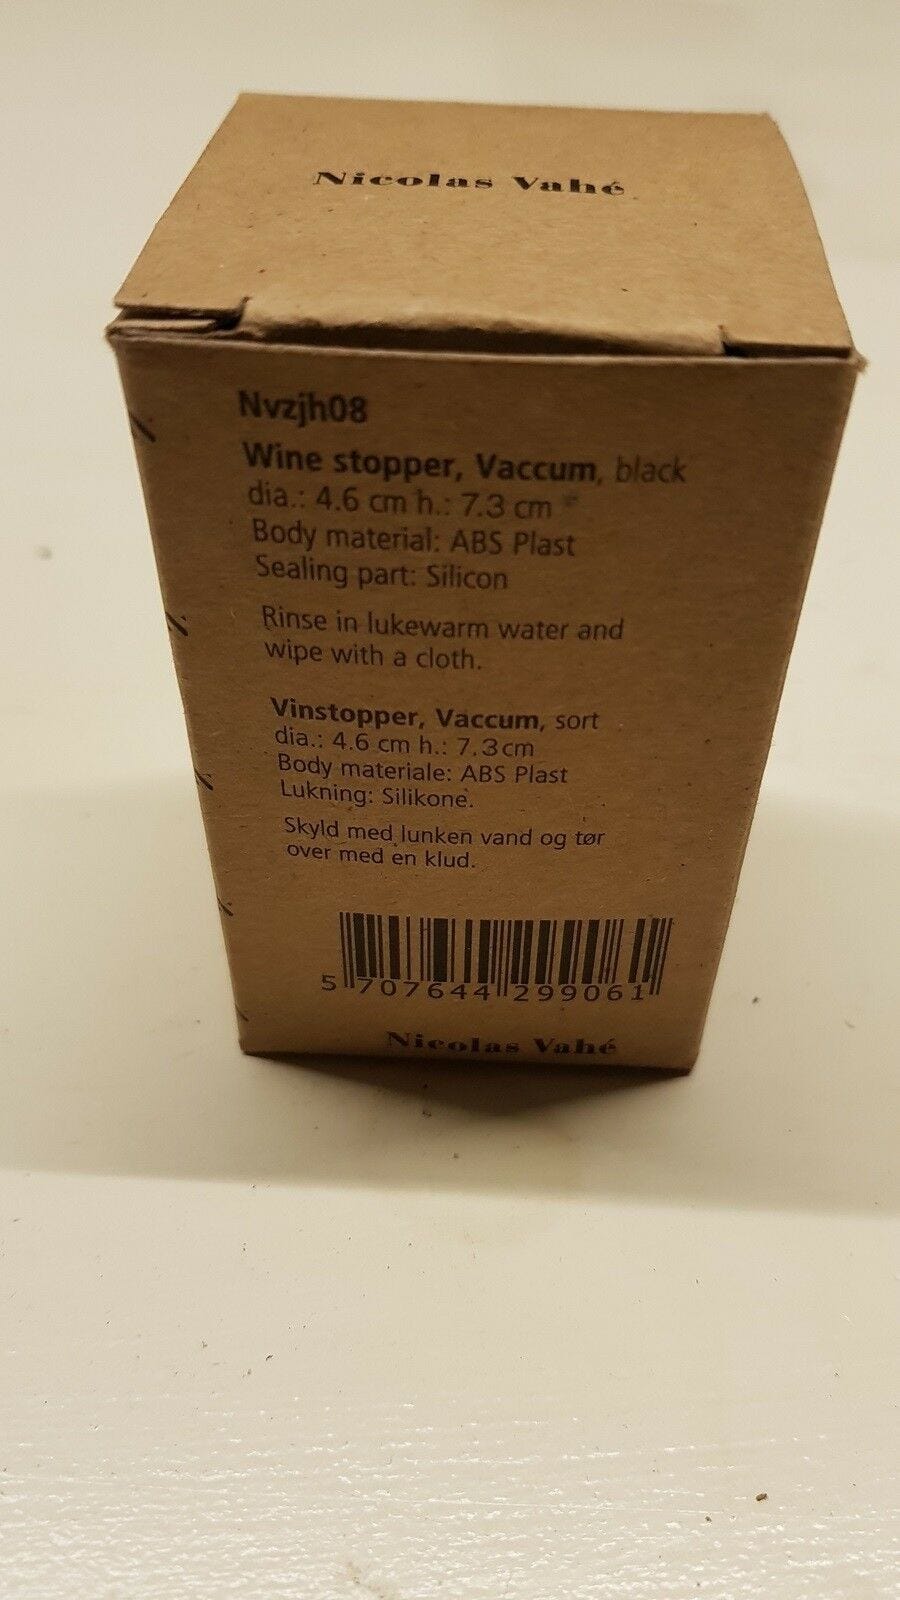 Nicolas Vahé
Nvzjh08
Wine stopper, Vaccum, black
dia.: 4.6 cm h.: 7.3 cm
Body material: ABS Plast
Sealing part: Silicon
Rinse in lukewarm water and
wipe with a cloth.
Vinstopper, Vaccum, sort
dia.: 4.6 cm h.: 7.3 cm
Body materiale: ABS Plast
Lukning: Silikone.
Skyld med lunken vand og tør
over med en klud.
5 707644 299061
Nicolas Vahé